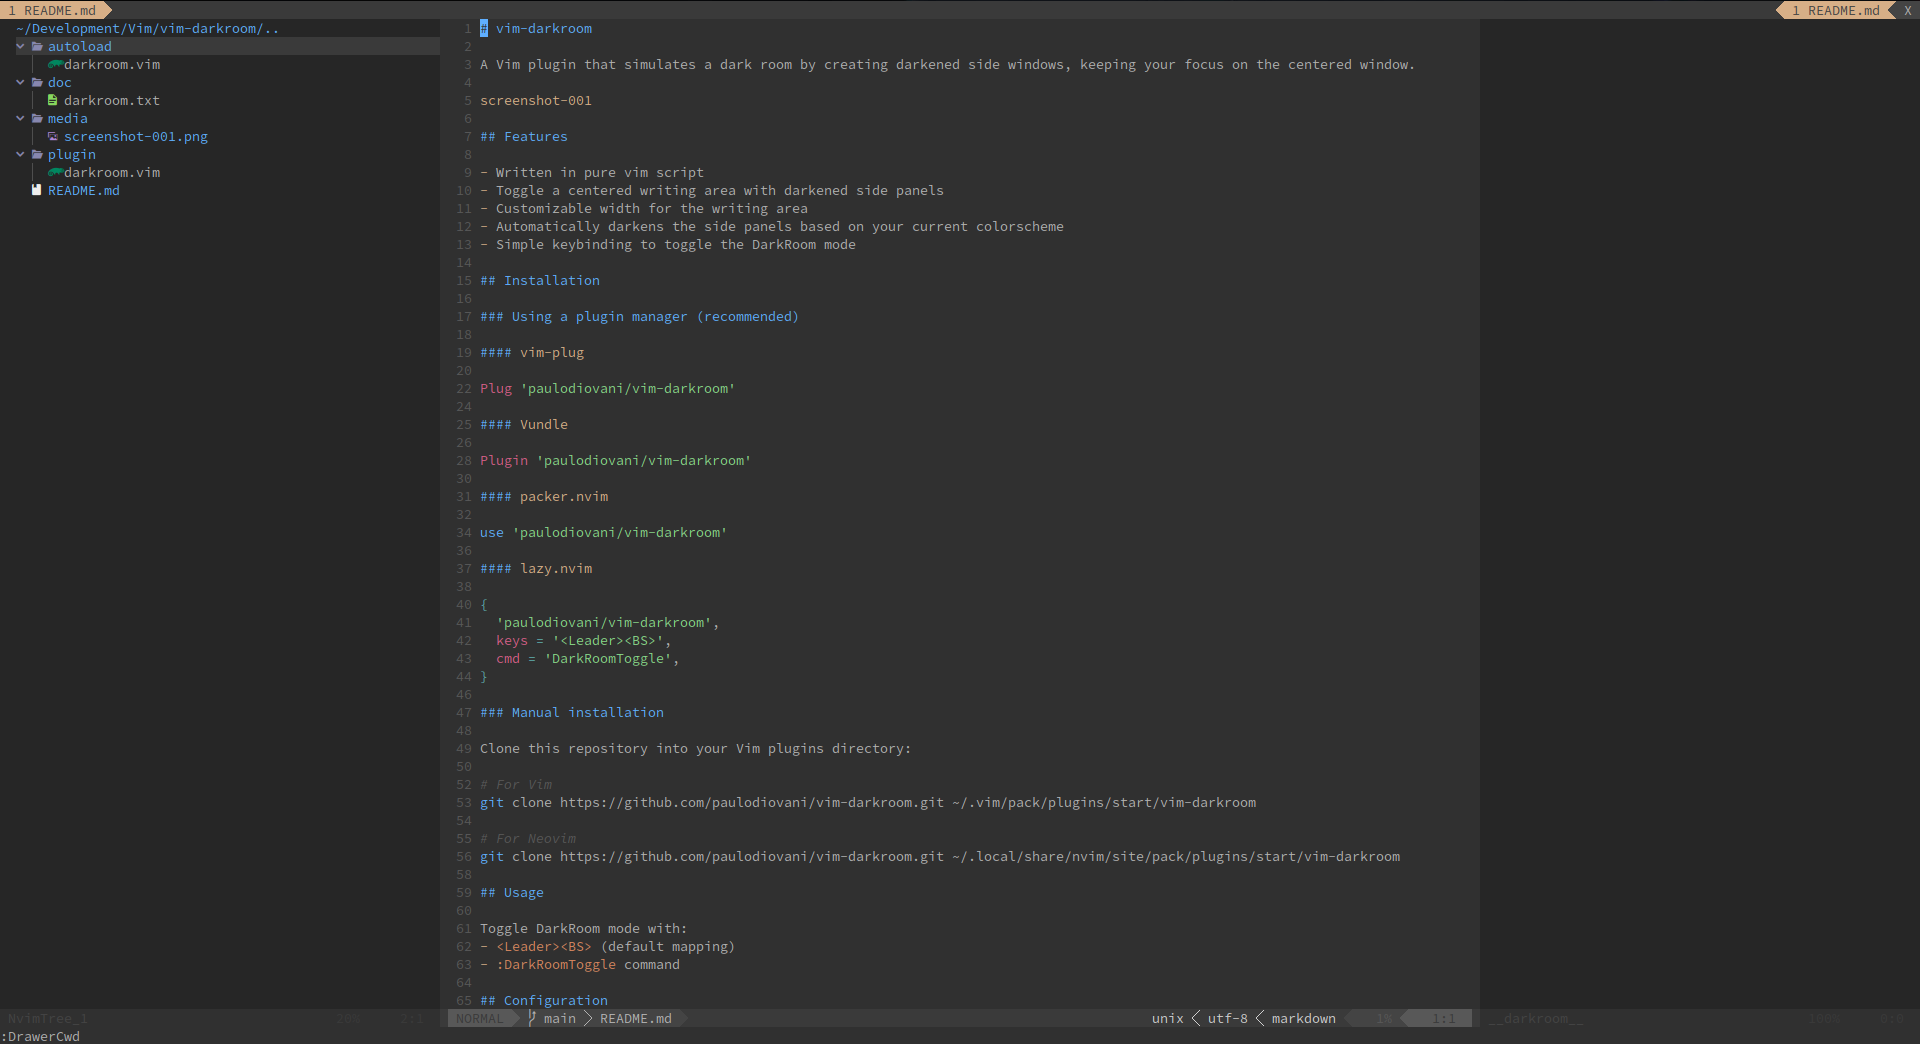 1 README.md
1 README.md X
~/Development/Vim/vim-darkroom/..
autoload
darkroom.vim
doc
darkroom.txt
media
screenshot-001.png
plugin
darkroom.vim
README.md
1 # vim-darkroom
2
3 A Vim plugin that simulates a dark room by creating darkened side windows, keeping your focus on the centered window.
4
5 screenshot-001
6
7 ## Features
8
9 - Written in pure vim script
10 - Toggle a centered writing area with darkened side panels
11 - Customizable width for the writing area
12 - Automatically darkens the side panels based on your current colorscheme
13 - Simple keybinding to toggle the DarkRoom mode
14
15 ## Installation
16
17 ### Using a plugin manager (recommended)
18
19 #### vim-plug
20
22 Plug 'paulodiovani/vim-darkroom'
24
25 #### Vundle
26
28 Plugin 'paulodiovani/vim-darkroom'
30
31 #### packer.nvim
32
34 use 'paulodiovani/vim-darkroom'
36
37 #### lazy.nvim
38
40 {
41   'paulodiovani/vim-darkroom',
42   keys = '<Leader><BS>',
43   cmd = 'DarkRoomToggle',
44 }
46
47 ### Manual installation
48
49 Clone this repository into your Vim plugins directory:
50
52 # For Vim
53 git clone https://github.com/paulodiovani/vim-darkroom.git ~/.vim/pack/plugins/start/vim-darkroom
54
55 # For Neovim
56 git clone https://github.com/paulodiovani/vim-darkroom.git ~/.local/share/nvim/site/pack/plugins/start/vim-darkroom
58
59 ## Usage
60
61 Toggle DarkRoom mode with:
62 - <Leader><BS> (default mapping)
63 - :DarkRoomToggle command
64
65 ## Configuration
NvimTree_1 20% 2:1
NORMAL main README.md unix utf-8 markdown 1% 1:1
__darkroom__ 100% 0:0
:DrawerCwd